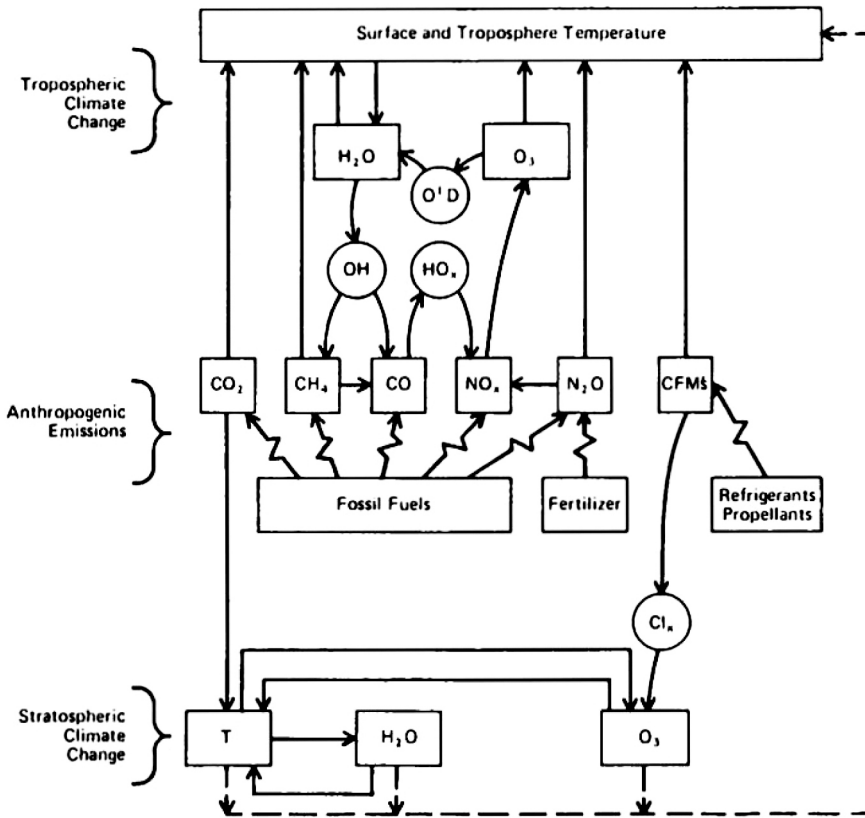 Surface and Troposphere Temperature
Tropospheric
Climate
Change
H₂O
O₃
O¹D
OH
HOₓ
CO₂
CH₄
CO
NOₓ
N₂O
CFM's
Anthropogenic
Emissions
Fossil Fuels
Fertilizer
Refrigerants
Propellants
Clₓ
Stratospheric
Climate
Change
T
H₂O
O₃